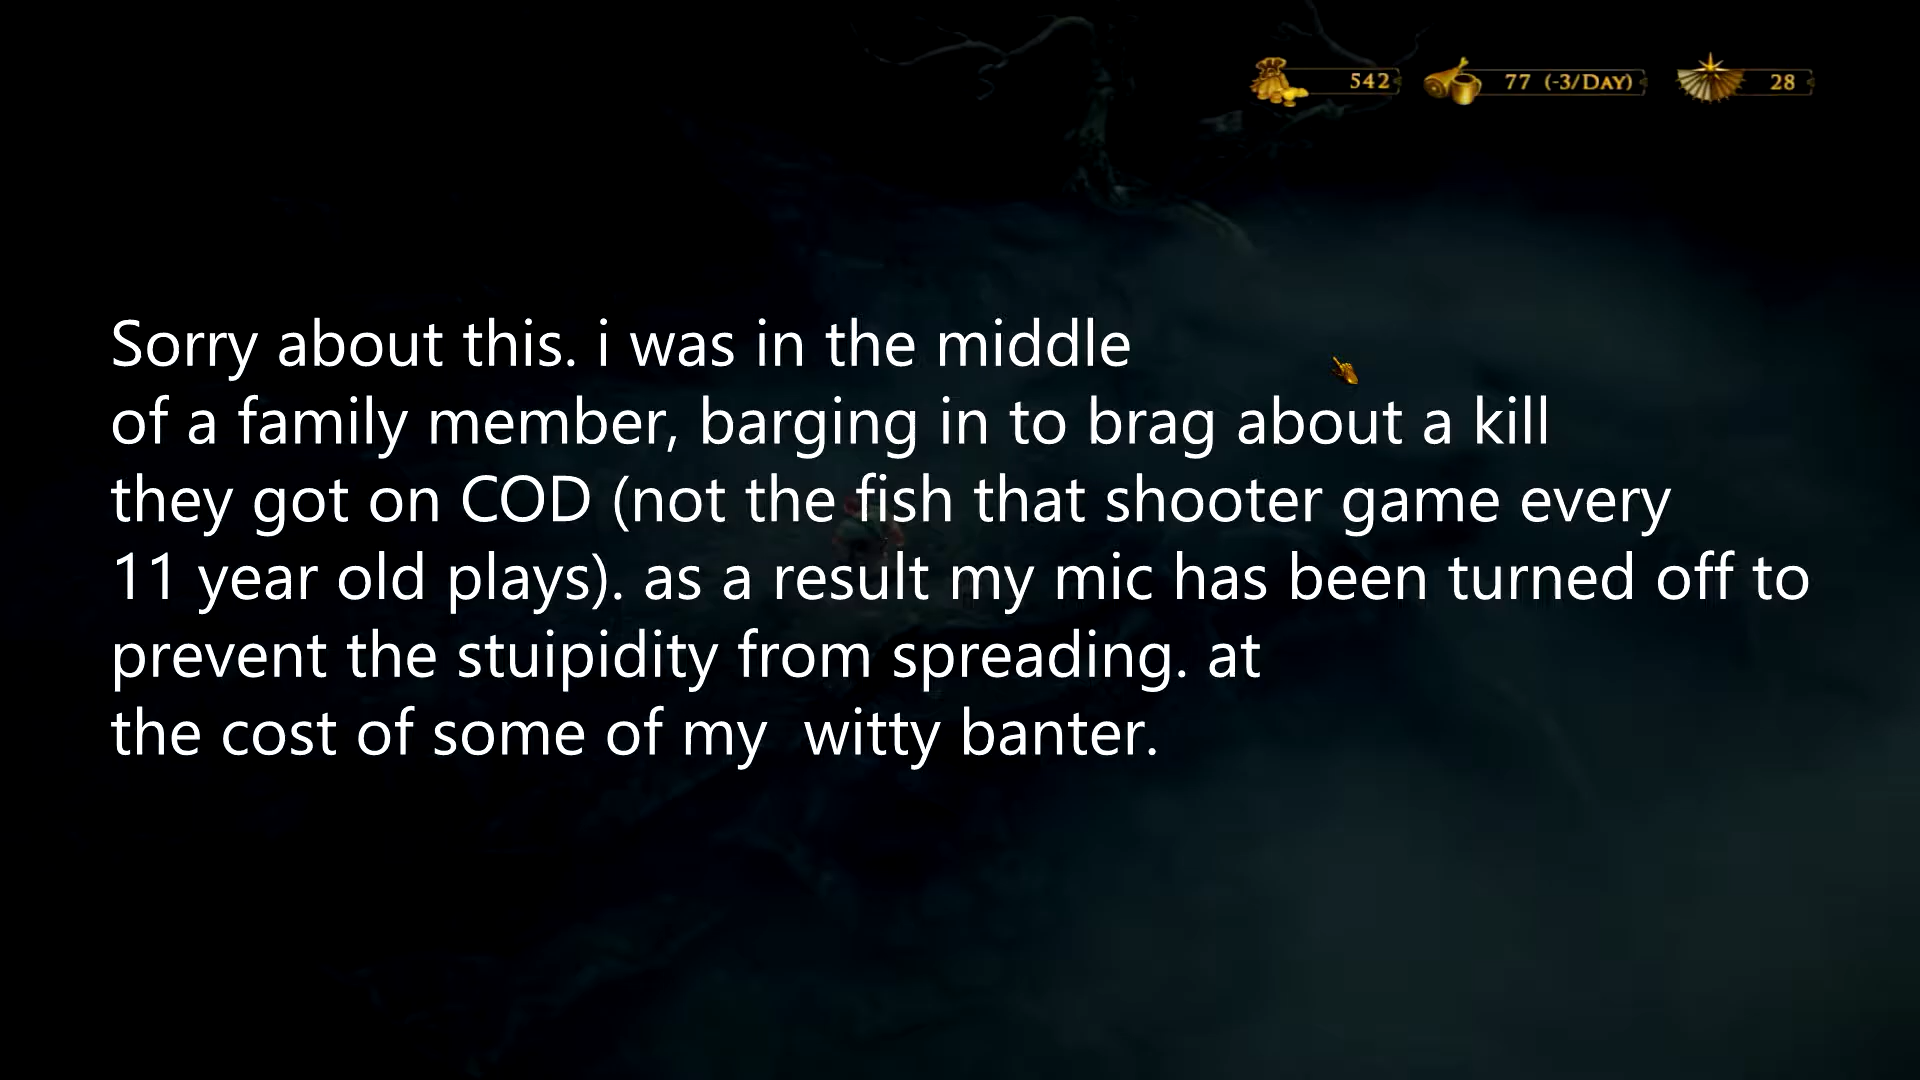 542 77 (-3/DAY) 28
Sorry about this. i was in the middle
of a family member, barging in to brag about a kill
they got on COD (not the fish that shooter game every
11 year old plays). as a result my mic has been turned off to
prevent the stuipidity from spreading. at
the cost of some of my  witty banter.